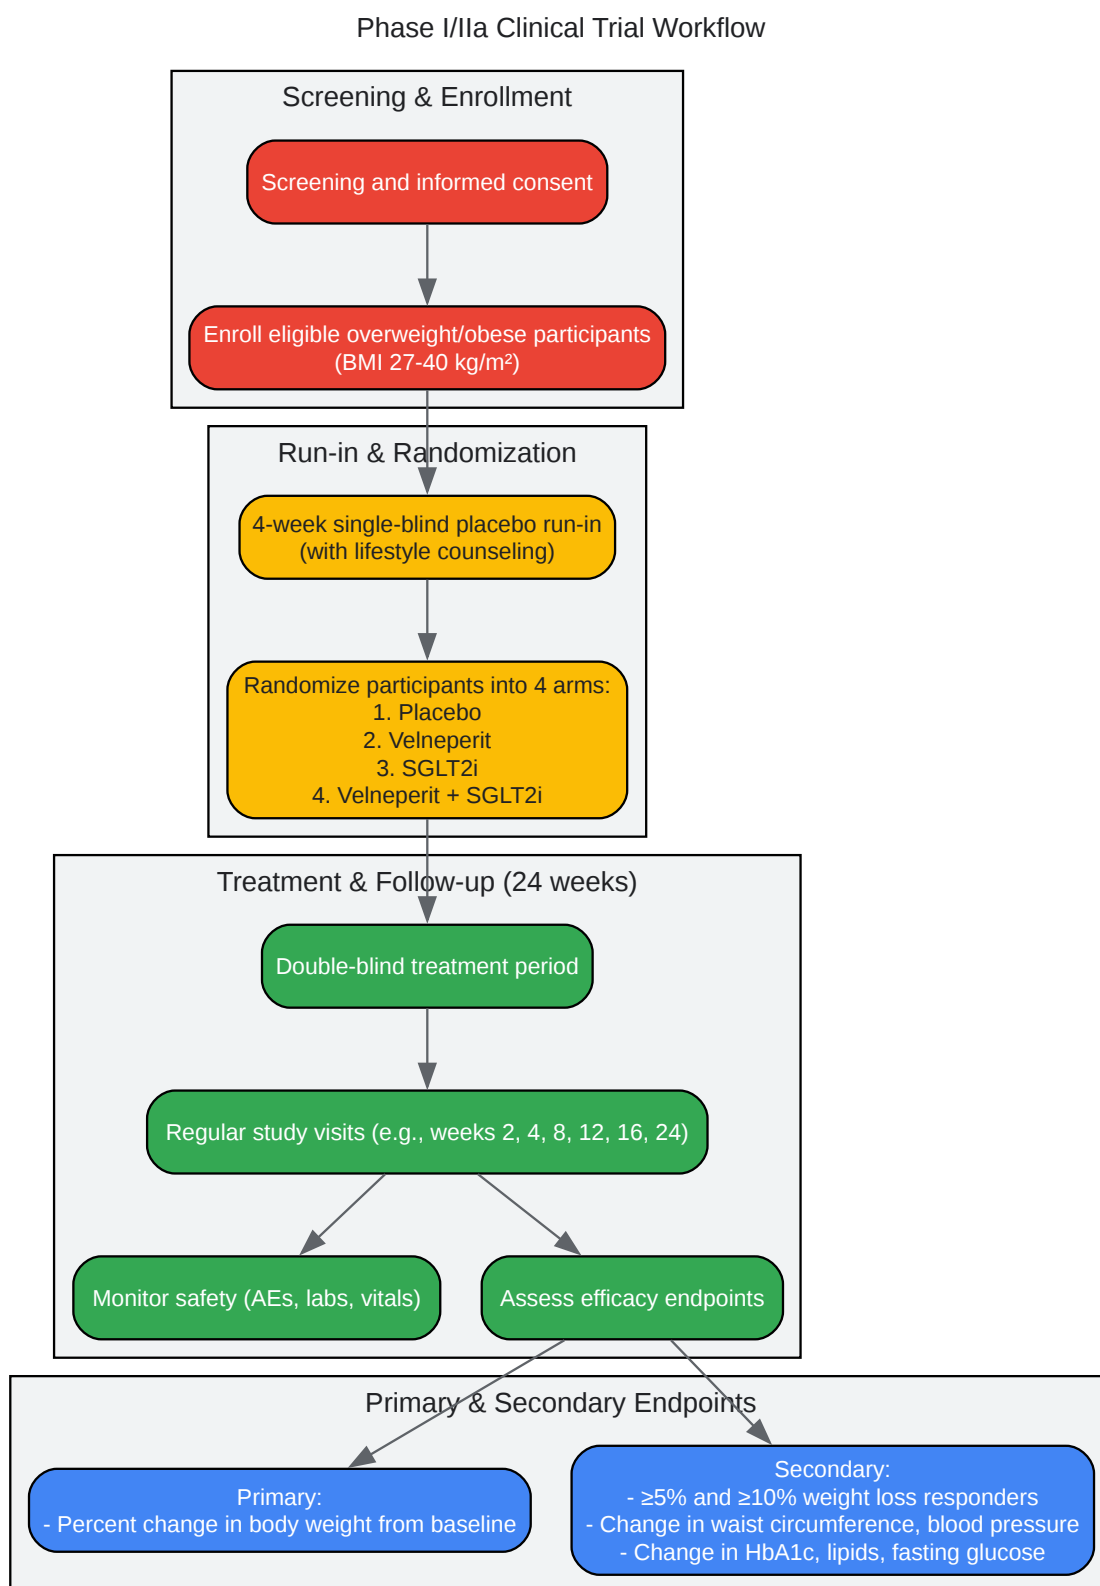 Phase I/IIa Clinical Trial Workflow
Screening & Enrollment
Screening and informed consent
Enroll eligible overweight/obese participants
(BMI 27-40 kg/m²)
Run-in & Randomization
4-week single-blind placebo run-in
(with lifestyle counseling)
Randomize participants into 4 arms:
1. Placebo
2. Velneperit
3. SGLT2i
4. Velneperit + SGLT2i
Treatment & Follow-up (24 weeks)
Double-blind treatment period
Regular study visits (e.g., weeks 2, 4, 8, 12, 16, 24)
Monitor safety (AEs, labs, vitals)
Assess efficacy endpoints
Primary & Secondary Endpoints
Primary:
- Percent change in body weight from baseline
Secondary:
- ≥5% and ≥10% weight loss responders
- Change in waist circumference, blood pressure
- Change in HbA1c, lipids, fasting glucose